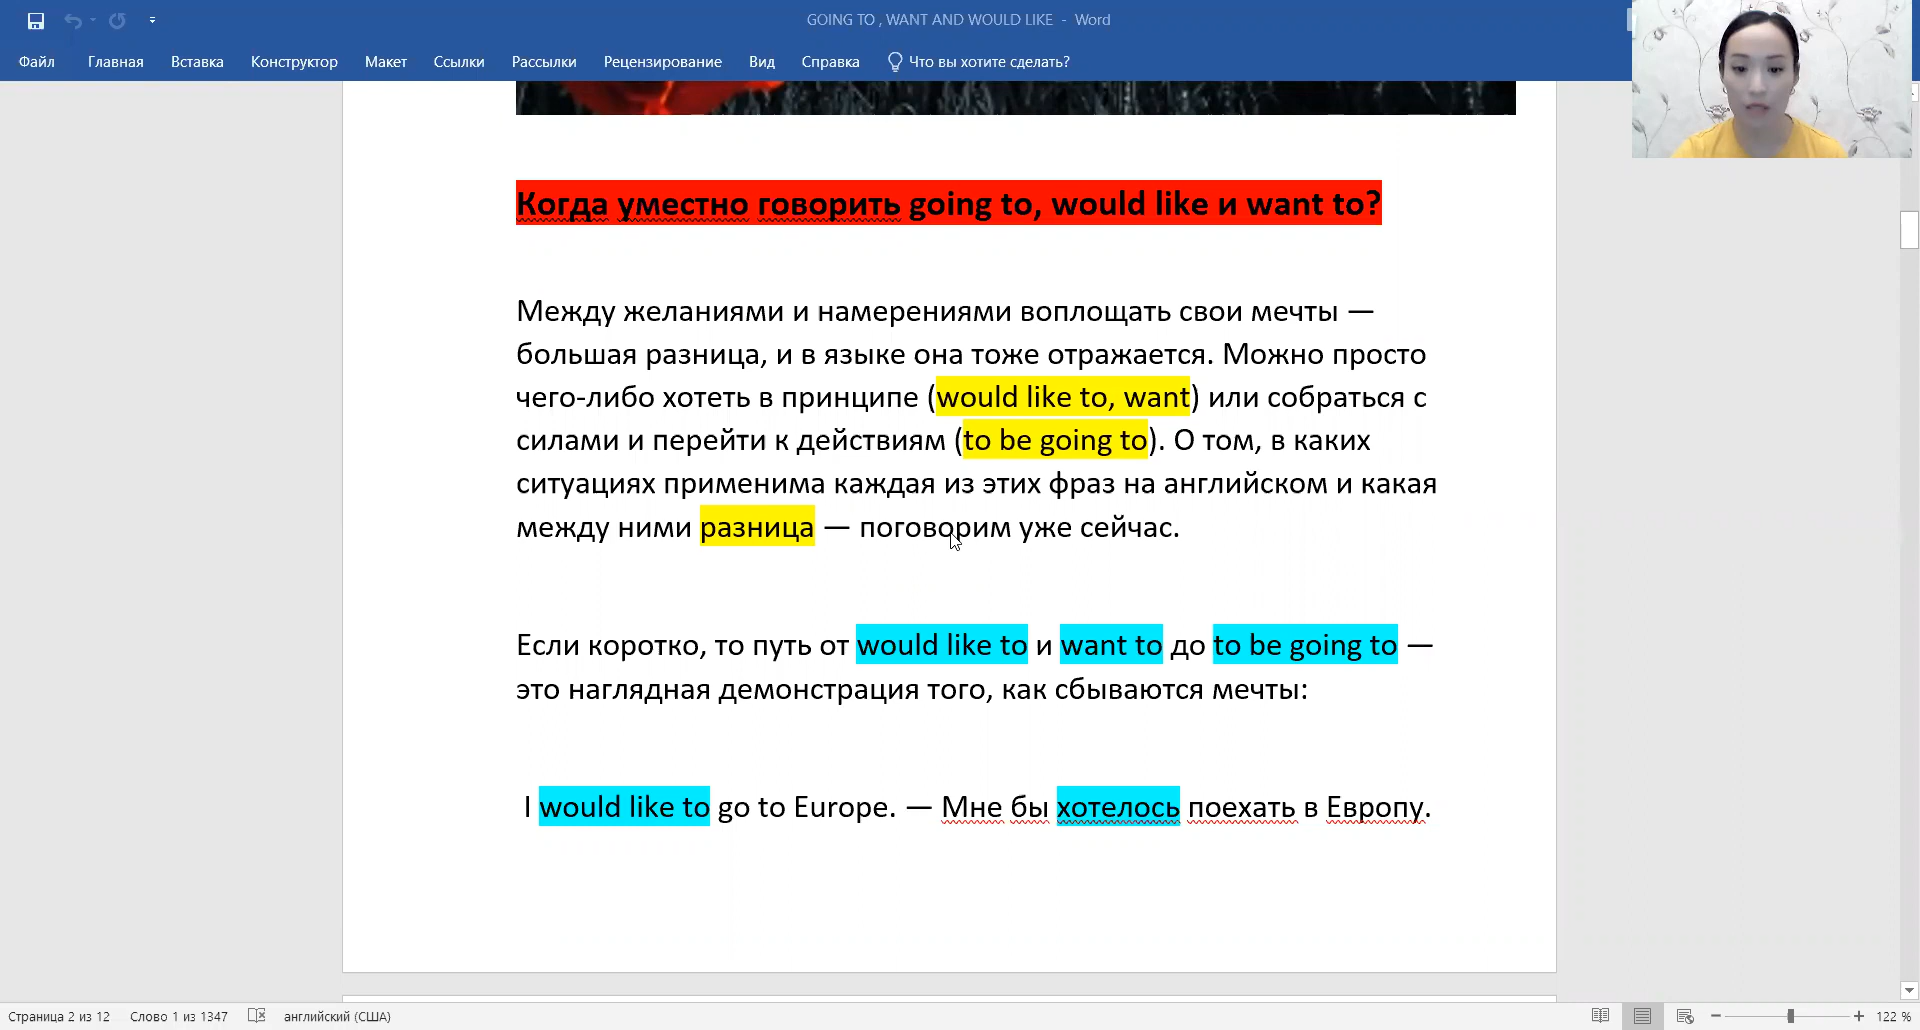 GOING TO , WANT AND WOULD LIKE - Word
Файл Главная Вставка Конструктор Макет Ссылки Рассылки Рецензирование Вид Справка Что вы хотите сделать?
Когда уместно говорить going to, would like и want to?
Между желаниями и намерениями воплощать свои мечты —
большая разница, и в языке она тоже отражается. Можно просто
чего-либо хотеть в принципе (would like to, want) или собраться с
силами и перейти к действиям (to be going to). О том, в каких
ситуациях применима каждая из этих фраз на английском и какая
между ними разница — поговорим уже сейчас.
Если коротко, то путь от would like to и want to до to be going to —
это наглядная демонстрация того, как сбываются мечты:
I would like to go to Europe. — Мне бы хотелось поехать в Европу.
Страница 2 из 12 Слово 1 из 1347 английский (США) 122 %